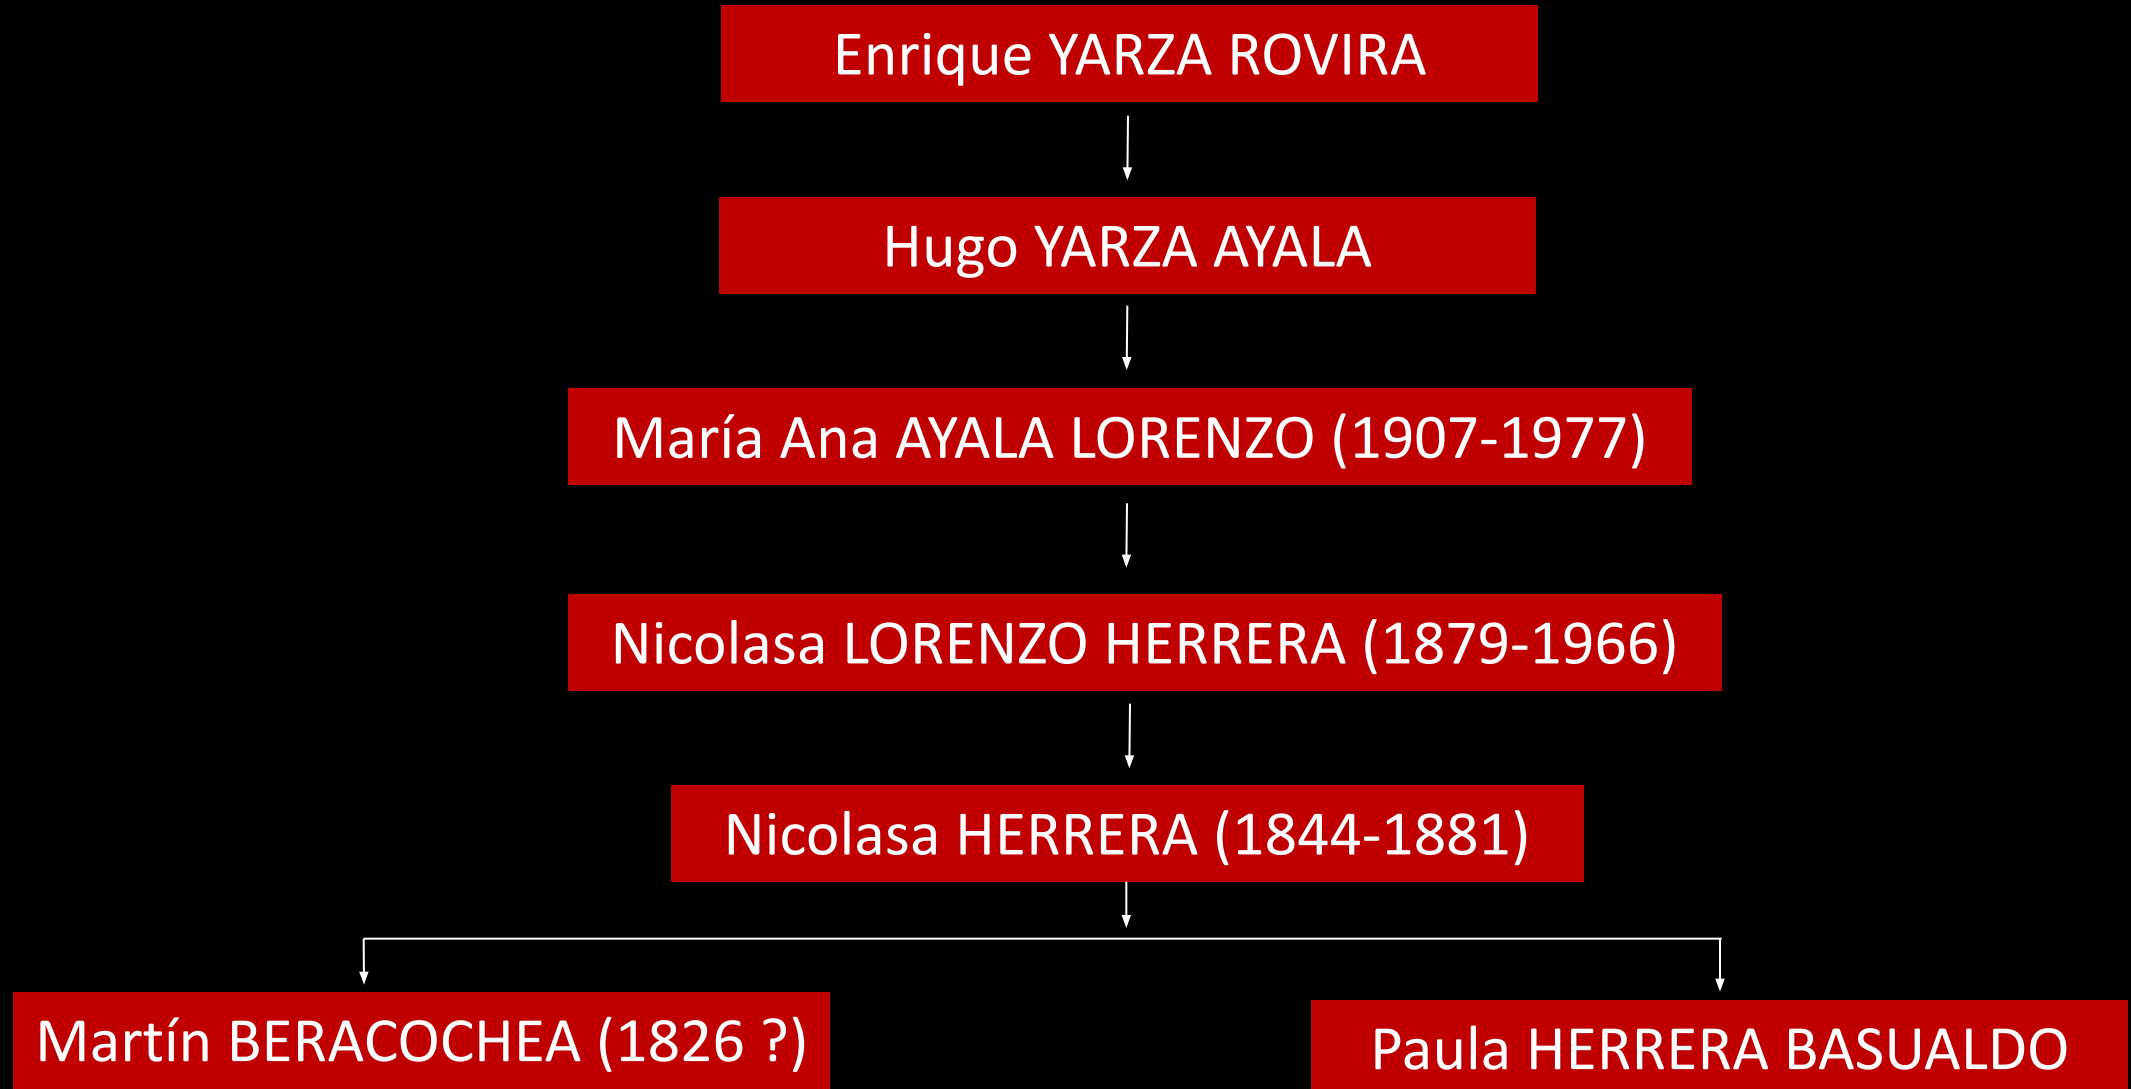 Enrique YARZA ROVIRA
Hugo YARZA AYALA
María Ana AYALA LORENZO (1907-1977)
Nicolasa LORENZO HERRERA (1879-1966)
Nicolasa HERRERA (1844-1881)
Martín BERACOCHEA (1826 ?)
Paula HERRERA BASUALDO